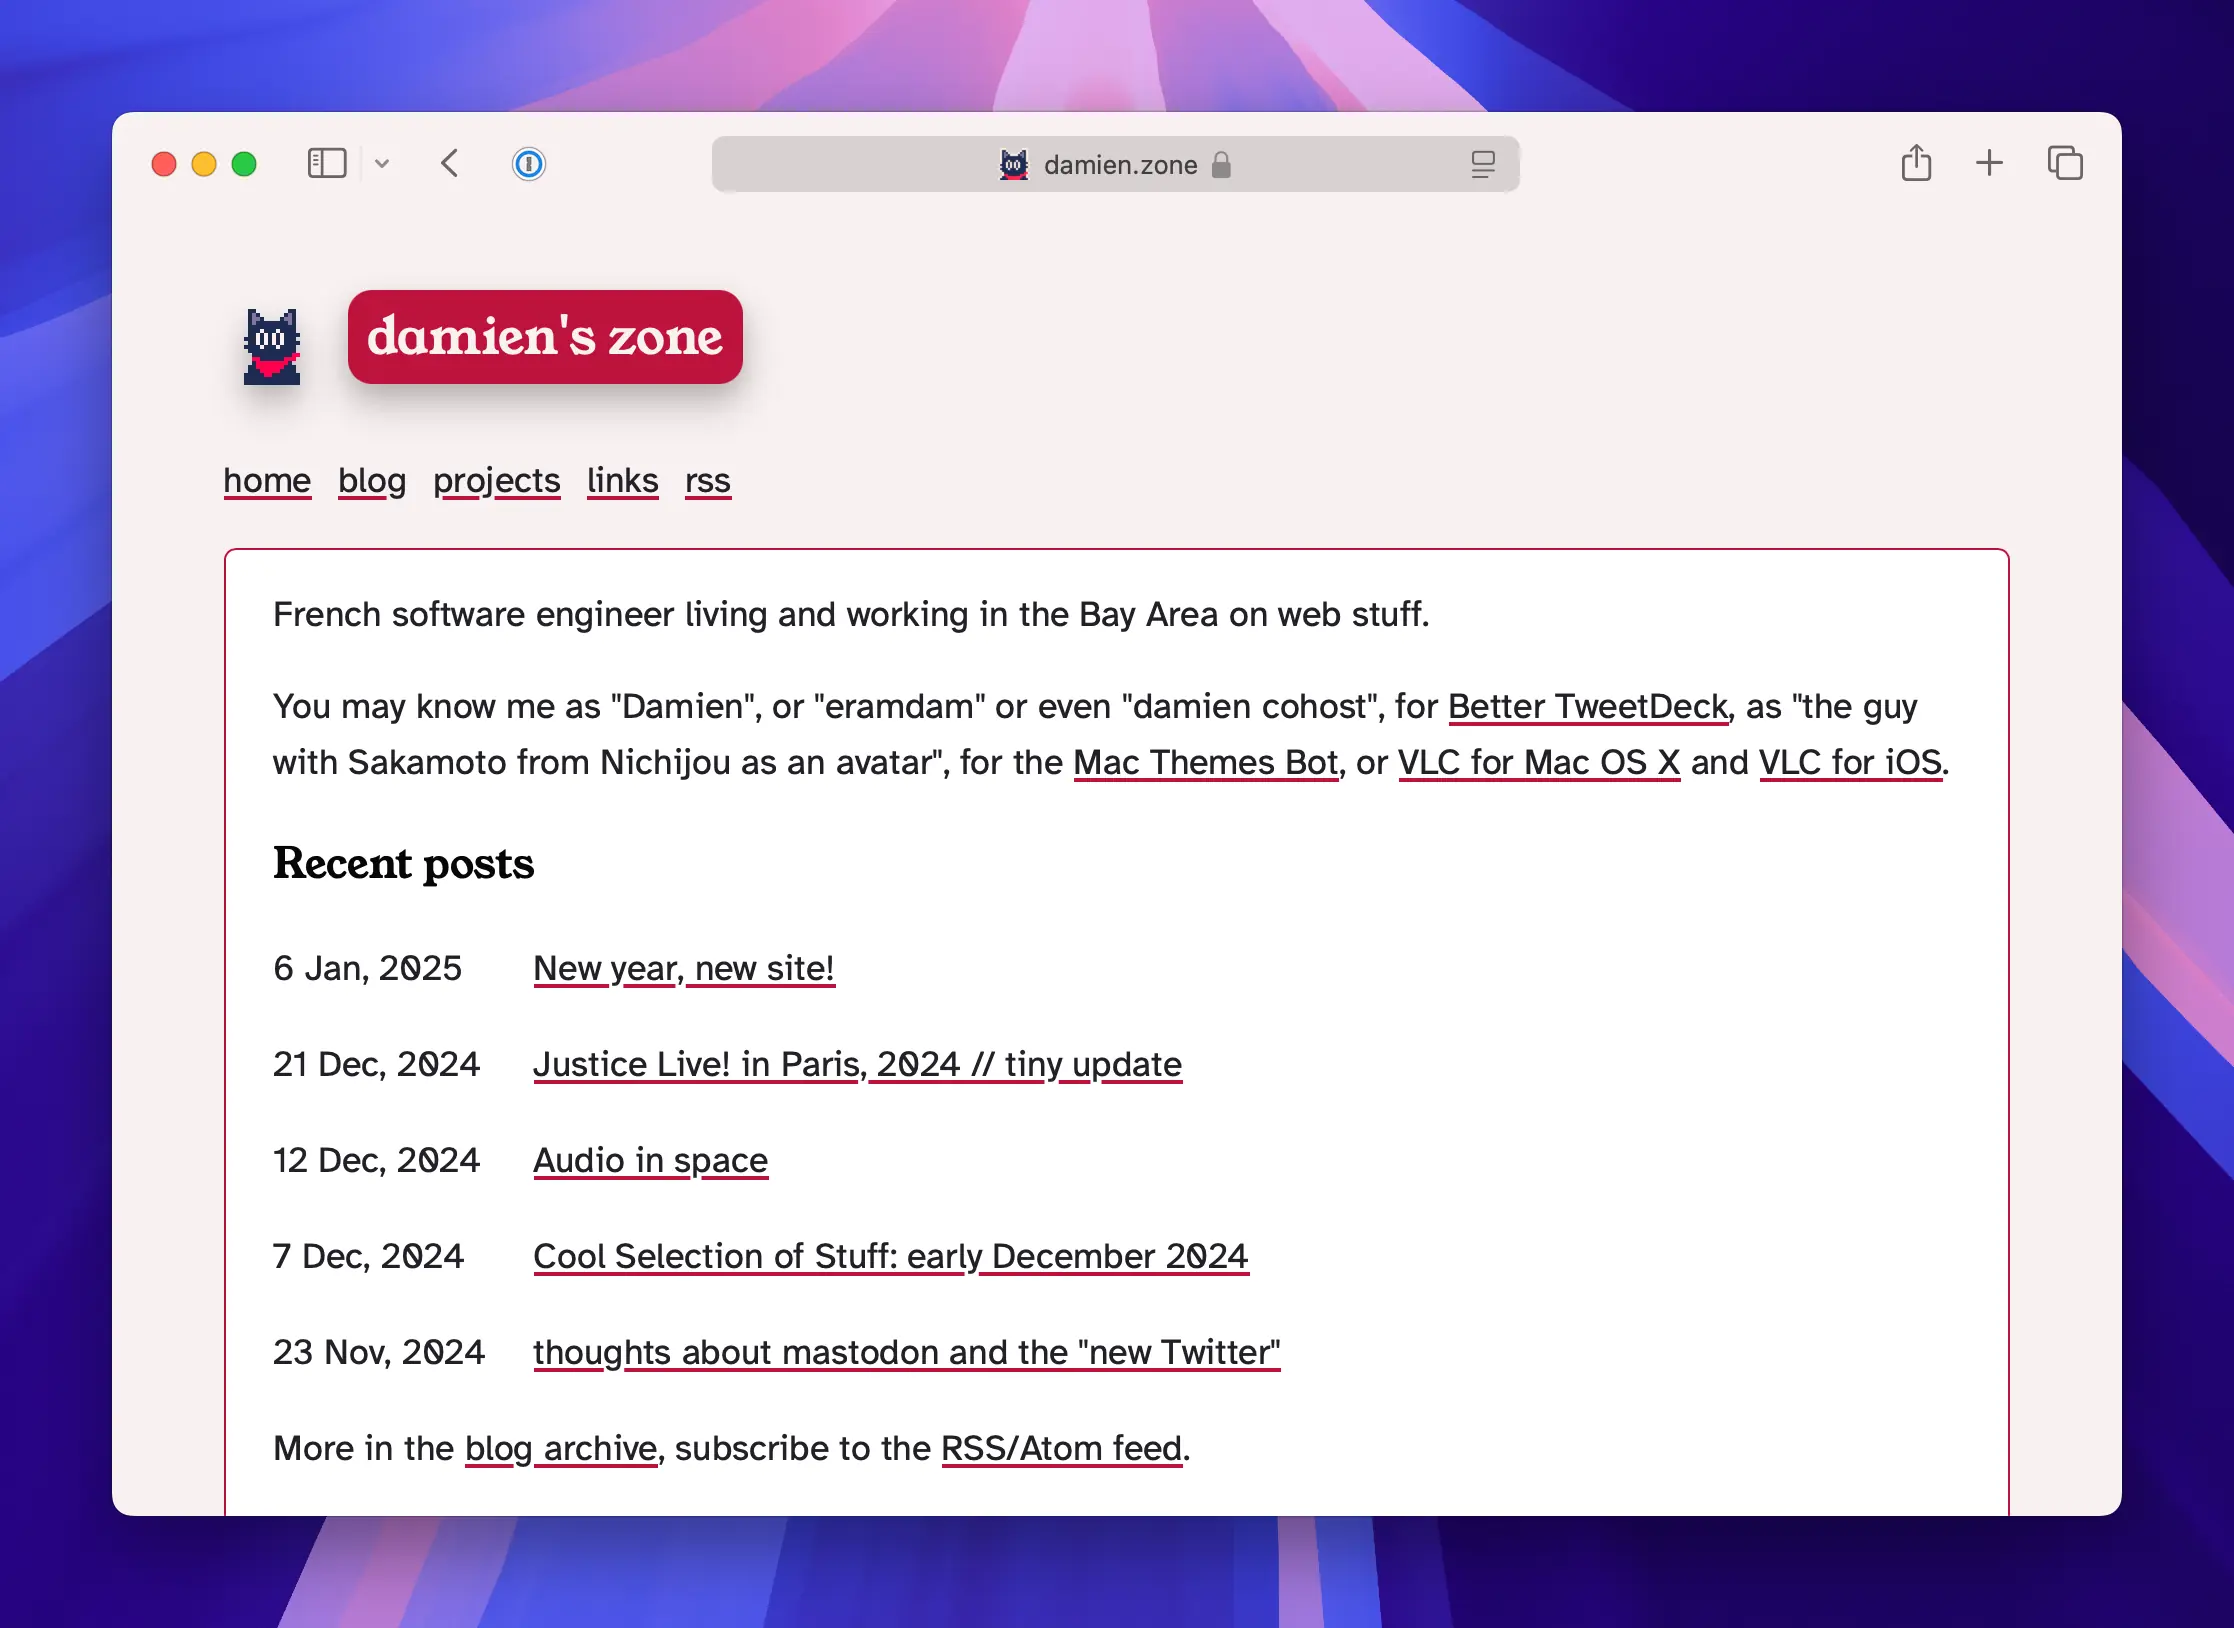 damien.zone
damien's zone
home blog projects links rss
French software engineer living and working in the Bay Area on web stuff.
You may know me as "Damien", or "eramdam" or even "damien cohost", for Better TweetDeck, as "the guy
with Sakamoto from Nichijou as an avatar", for the Mac Themes Bot, or VLC for Mac OS X and VLC for iOS.
Recent posts
6 Jan, 2025 New year, new site!
21 Dec, 2024 Justice Live! in Paris, 2024 // tiny update
12 Dec, 2024 Audio in space
7 Dec, 2024 Cool Selection of Stuff: early December 2024
23 Nov, 2024 thoughts about mastodon and the "new Twitter"
More in the blog archive, subscribe to the RSS/Atom feed.